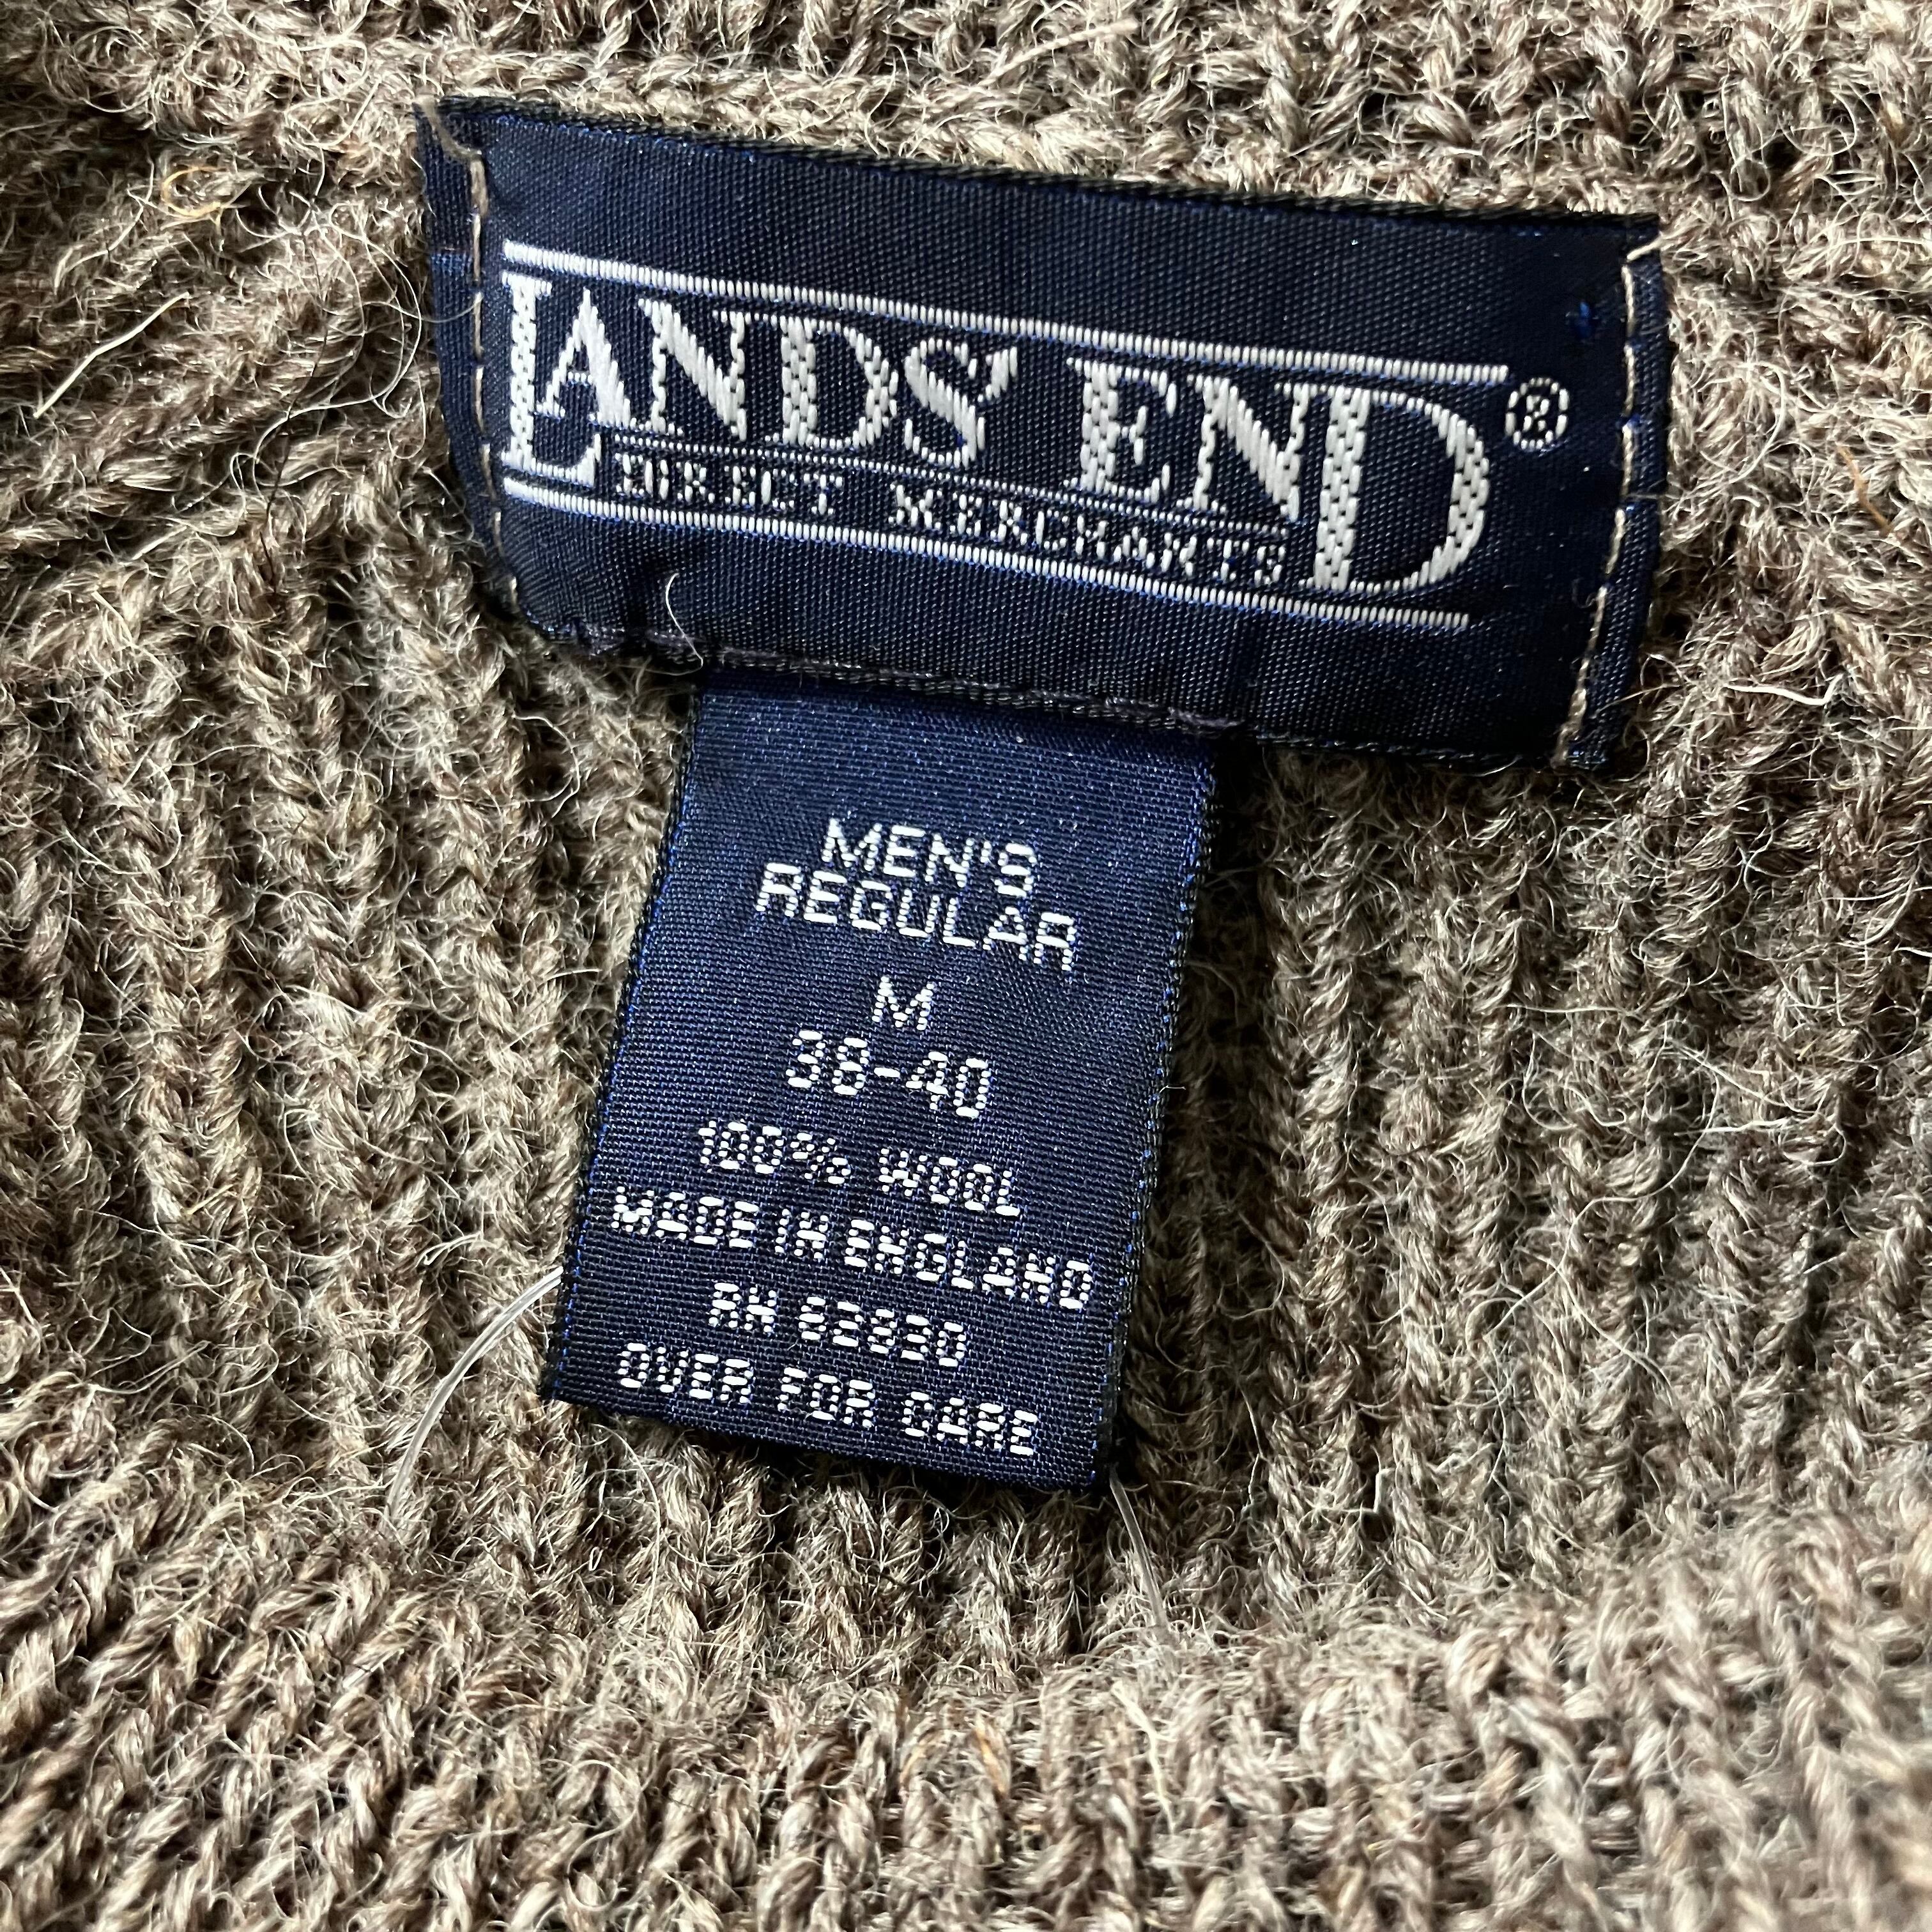 LANDS' END®
DIRECT MERCHANTS
MEN'S
REGULAR
M
38-40
100% WOOL
MADE IN ENGLAND
RN 62830
OVER FOR CARE